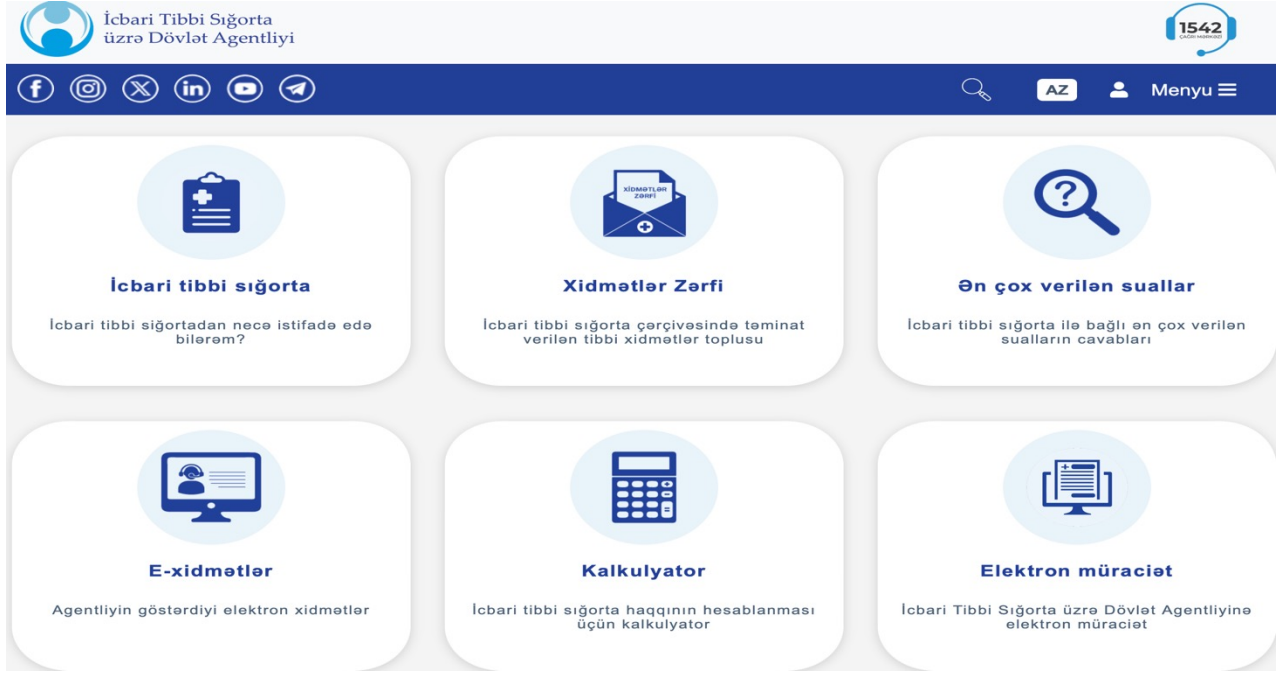 İcbari Tibbi Sığorta
üzrə Dövlət Agentliyi
1542
ÇAĞRI MƏRKƏZİ
AZ
Menyu
XİDMƏTLƏR
ZƏRFİ
İcbari tibbi sığorta
Xidmətlər Zərfi
Ən çox verilən suallar
İcbari tibbi siğortadan necə istifadə edə
bilərəm?
İcbari tibbi sığorta çərçivəsində təminat
verilən tibbi xidmətlər toplusu
İcbari tibbi sığorta ilə bağlı ən çox verilən
sualların cavabları
E-xidmətlər
Kalkulyator
Elektron müraciət
Agentliyin göstərdiyi elektron xidmətlər
İcbari tibbi sığorta haqqının hesablanması
üçün kalkulyator
İcbari Tibbi Sığorta üzrə Dövlət Agentliyinə
elektron müraciət